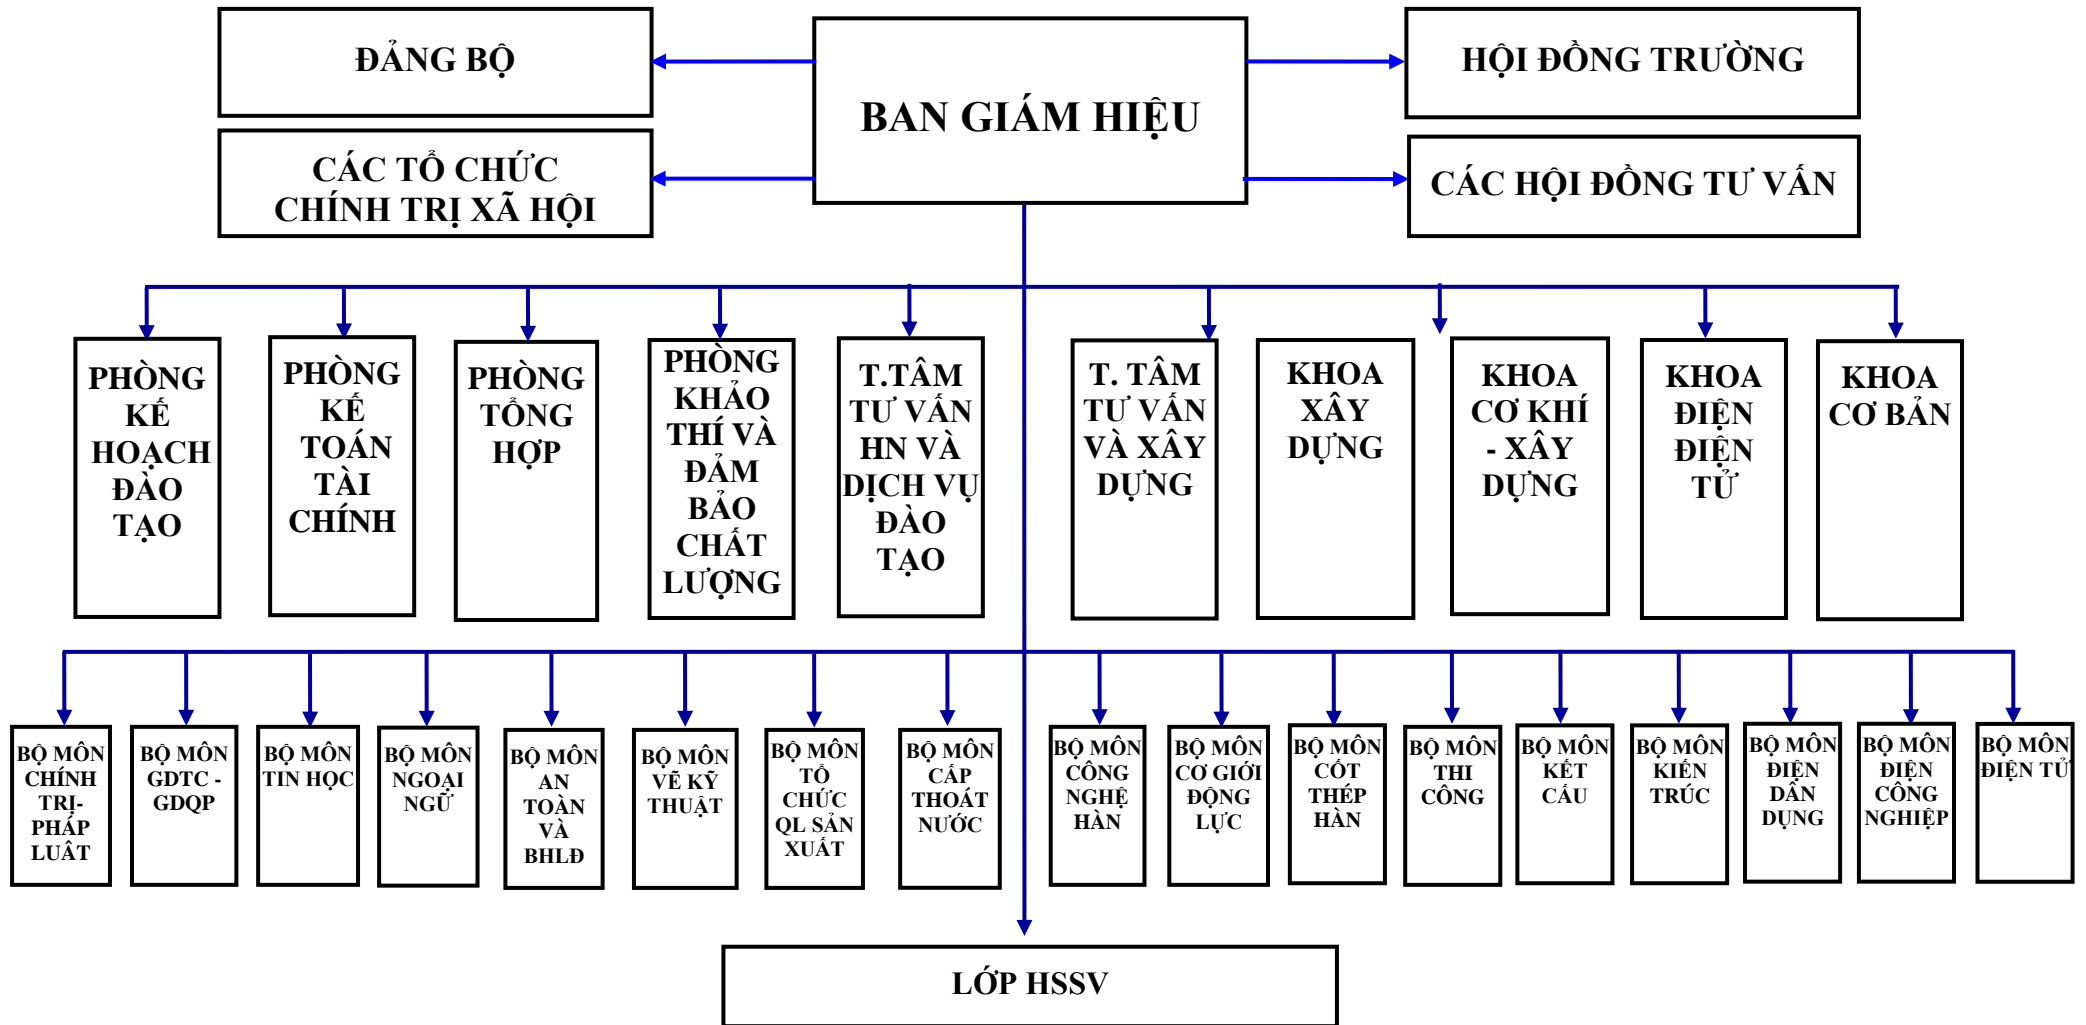 ĐẢNG BỘ
BAN GIÁM HIỆU
HỘI ĐỒNG TRƯỜNG
CÁC TỔ CHỨC
CHÍNH TRỊ XÃ HỘI
CÁC HỘI ĐỒNG TƯ VẤN
PHÒNG
KẾ
HOẠCH
ĐÀO
TẠO
PHÒNG
KẾ
TOÁN
TÀI
CHÍNH
PHÒNG
TỔNG
HỢP
PHÒNG
KHẢO
THÍ VÀ
ĐẢM
BẢO
CHẤT
LƯỢNG
T.TÂM
TƯ VẤN
HN VÀ
DỊCH VỤ
ĐÀO
TẠO
T. TÂM
TƯ VẤN
VÀ XÂY
DỰNG
KHOA
XÂY
DỰNG
KHOA
CƠ KHÍ
- XÂY
DỰNG
KHOA
ĐIỆN
ĐIỆN
TỬ
KHOA
CƠ BẢN
BỘ MÔN
CHÍNH
TRỊ-
PHÁP
LUÂT
BỘ MÔN
GDTC -
GDQP
BỘ MÔN
TIN HỌC
BỘ MÔN
NGOẠI
NGỮ
BỘ MÔN
AN
TOÀN
VÀ
BHLĐ
BỘ MÔN
VẼ KỸ
THUẬT
BỘ MÔN
TỔ
CHỨC
QL SẢN
XUẤT
BỘ MÔN
CẤP
THOÁT
NƯỚC
BỘ MÔN
CÔNG
NGHỆ
HÀN
BỘ MÔN
CƠ GIỚI
ĐỘNG
LỰC
BỘ MÔN
CỐT
THÉP
HÀN
BỘ MÔN
THI
CÔNG
BỘ MÔN
KẾT
CẤU
BỘ MÔN
KIẾN
TRÚC
BỘ MÔN
ĐIỆN
DÂN
DỤNG
BỘ MÔN
ĐIỆN
CÔNG
NGHIỆP
BỘ MÔN
ĐIỆN TỬ
LỚP HSSV